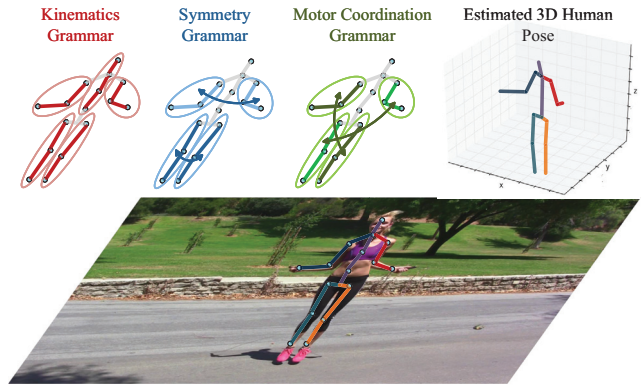 Kinematics
Grammar
Symmetry
Grammar
Motor Coordination
Grammar
Estimated 3D Human
Pose
z
y
x